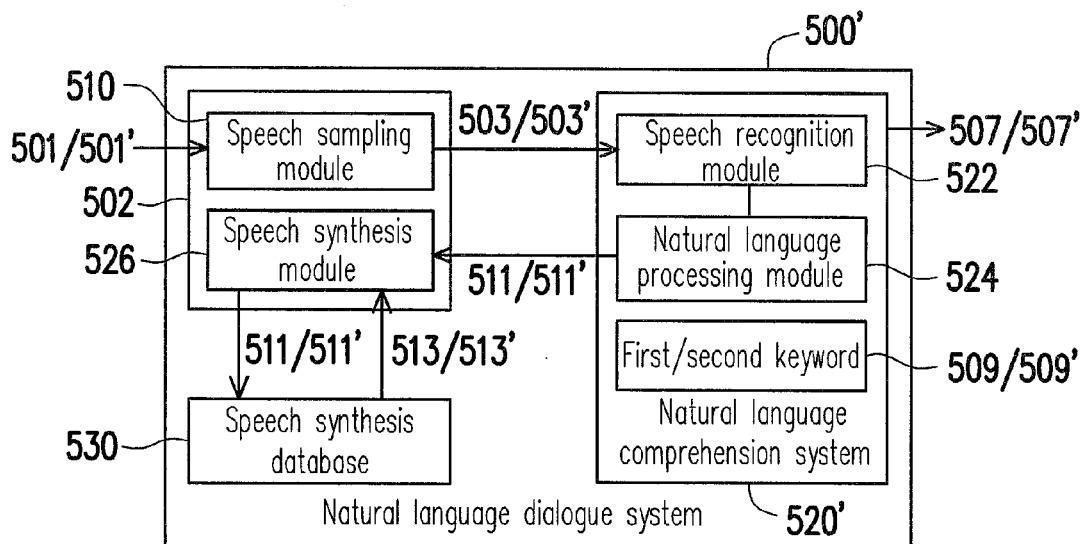 500'
510
501/501'
Speech sampling
module
503/503'
Speech recognition
module
507/507'
522
502
526
Speech synthesis
module
511/511'
Natural language
processing module
524
511/511'
513/513'
First/second keyword
509/509'
530
Speech synthesis
database
Natural language
comprehension system
Natural language dialogue system
520'